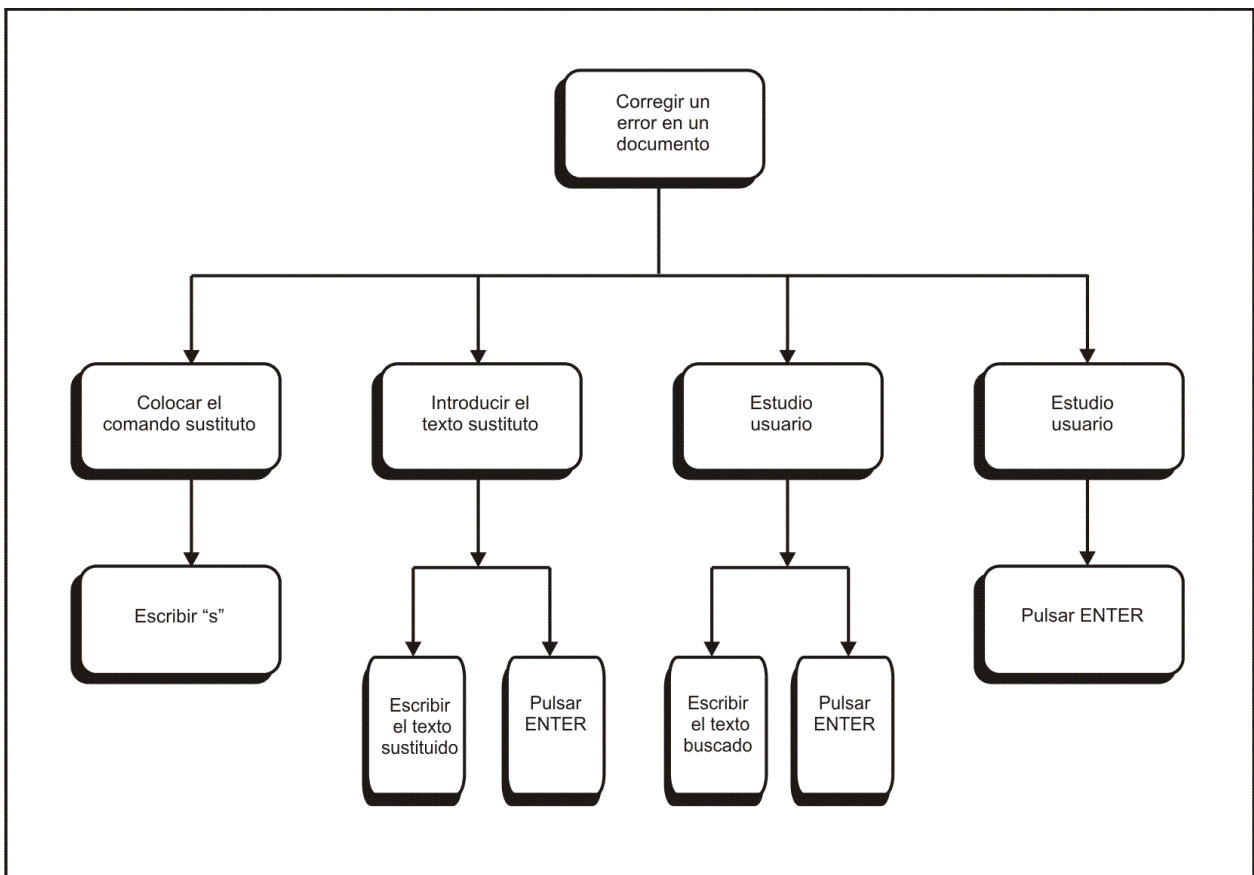 Corregir un
error en un
documento
Colocar el
comando sustituto
Introducir el
texto sustituto
Estudio
usuario
Estudio
usuario
Escribir “s”
Escribir
el texto
sustituido
Pulsar
ENTER
Escribir
el texto
buscado
Pulsar
ENTER
Pulsar ENTER